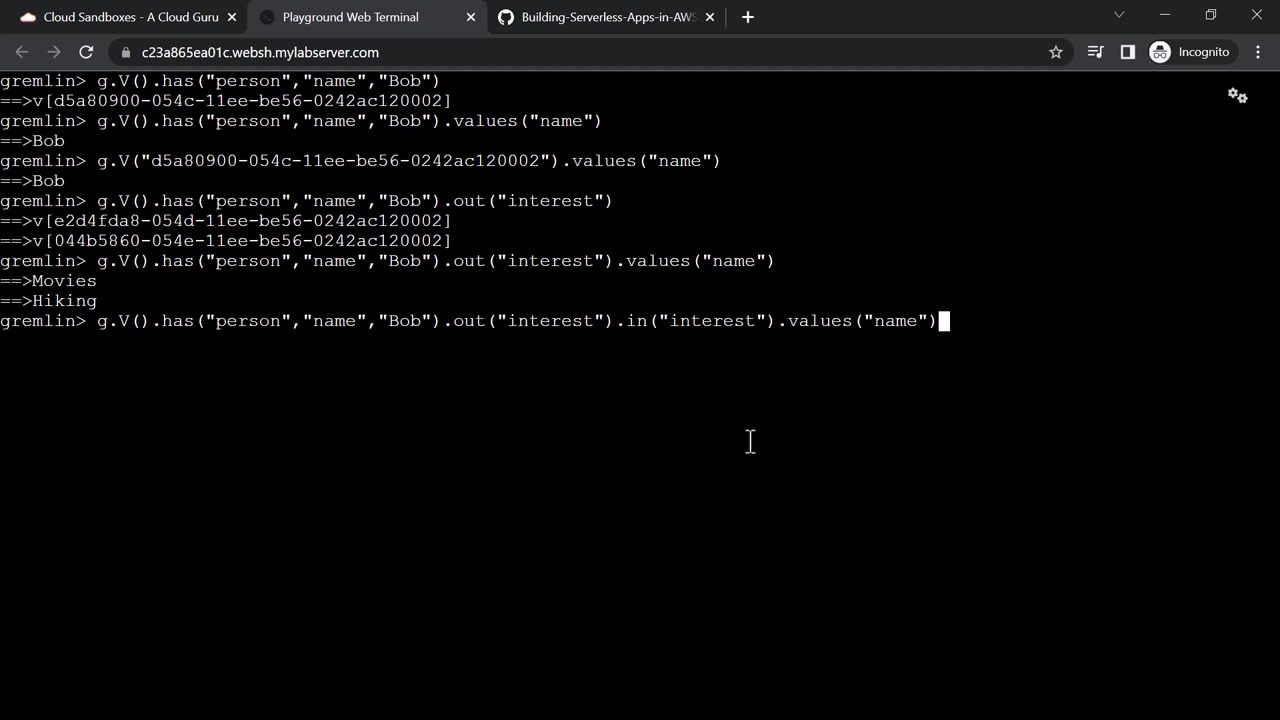 Cloud Sandboxes - A Cloud Guru
Playground Web Terminal
Building-Serverless-Apps-in-AWS
c23a865ea01c.websh.mylabserver.com
Incognito
gremlin> g.V().has("person","name","Bob")
==>v[d5a80900-054c-11ee-be56-0242ac120002]
gremlin> g.V().has("person","name","Bob").values("name")
==>Bob
gremlin> g.V("d5a80900-054c-11ee-be56-0242ac120002").values("name")
==>Bob
gremlin> g.V().has("person","name","Bob").out("interest")
==>v[e2d4fda8-054d-11ee-be56-0242ac120002]
==>v[044b5860-054e-11ee-be56-0242ac120002]
gremlin> g.V().has("person","name","Bob").out("interest").values("name")
==>Movies
==>Hiking
gremlin> g.V().has("person","name","Bob").out("interest").in("interest").values("name")